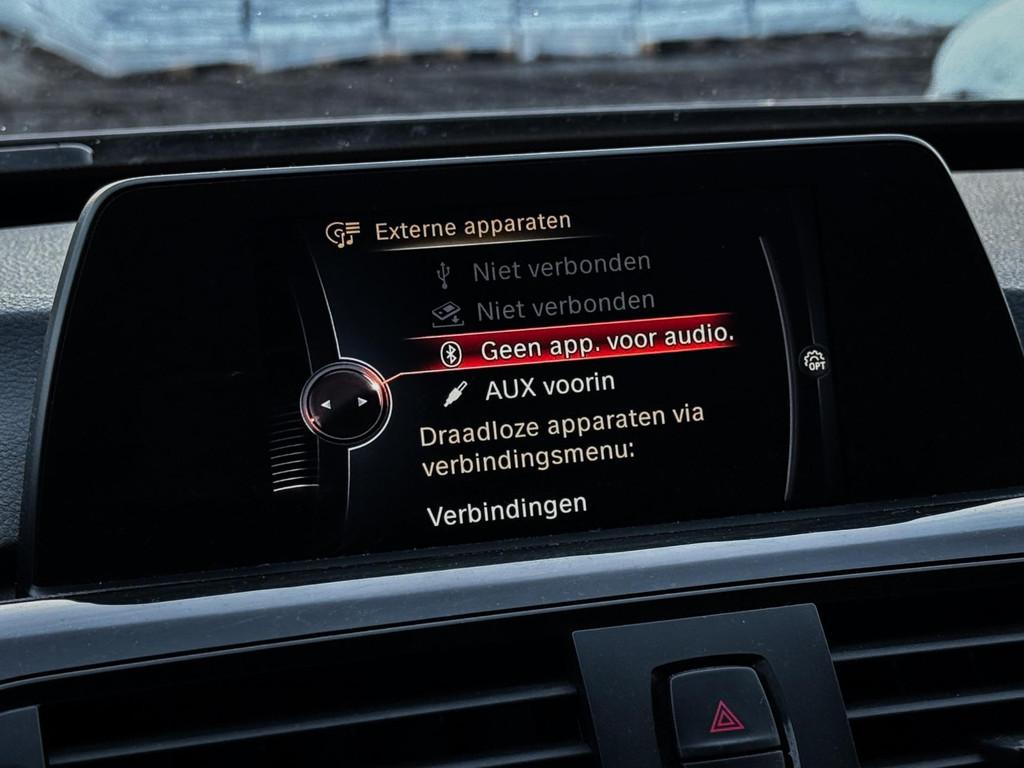 Externe apparaten
Niet verbonden
Niet verbonden
Geen app. voor audio.
AUX voorin
OPT
Draadloze apparaten via
verbindingsmenu:
Verbindingen